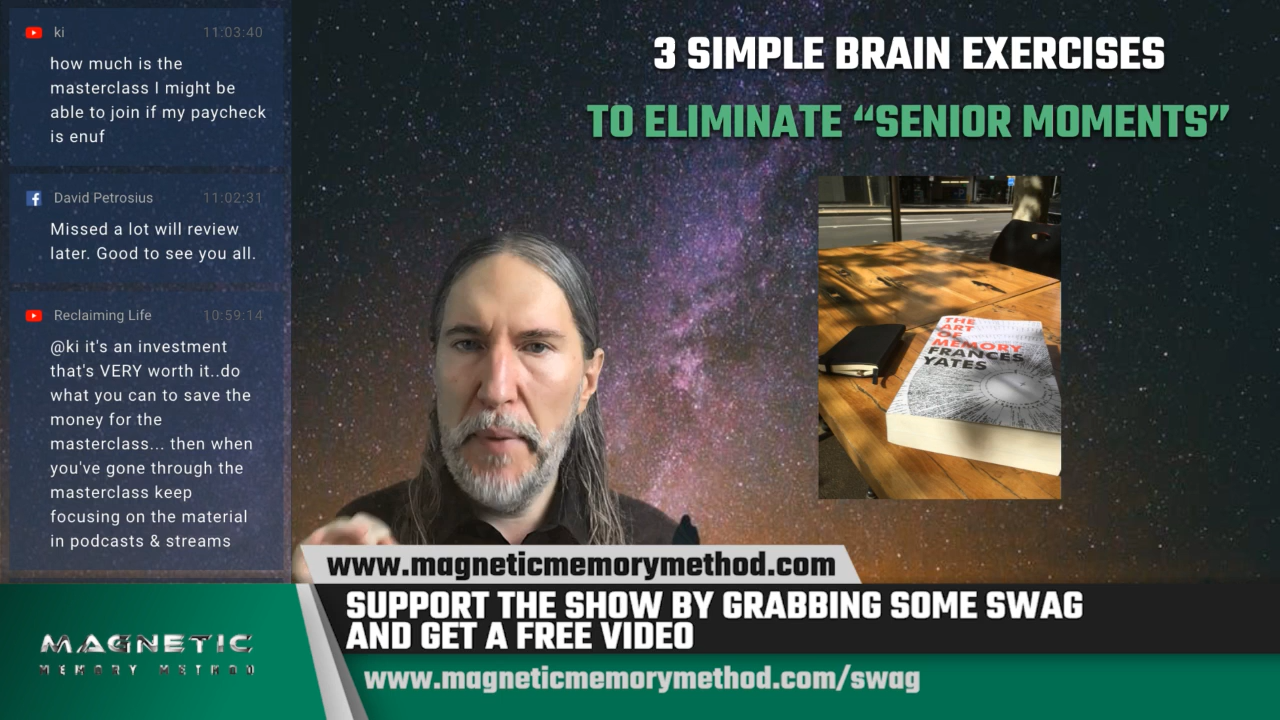 ki 11:03:40
how much is the
masterclass I might be
able to join if my paycheck
is enuf
David Petrosius 11:02:31
Missed a lot will review
later. Good to see you all.
Reclaiming Life 10:59:14
@ki it's an investment
that's VERY worth it..do
what you can to save the
money for the
masterclass... then when
you've gone through the
masterclass keep
focusing on the material
in podcasts & streams
3 SIMPLE BRAIN EXERCISES
TO ELIMINATE “SENIOR MOMENTS”
THE
ART
OF
MEMORY
FRANCES
YATES
www.magneticmemorymethod.com
SUPPORT THE SHOW BY GRABBING SOME SWAG
AND GET A FREE VIDEO
www.magneticmemorymethod.com/swag
MAGNETIC
MEMORY METHOD